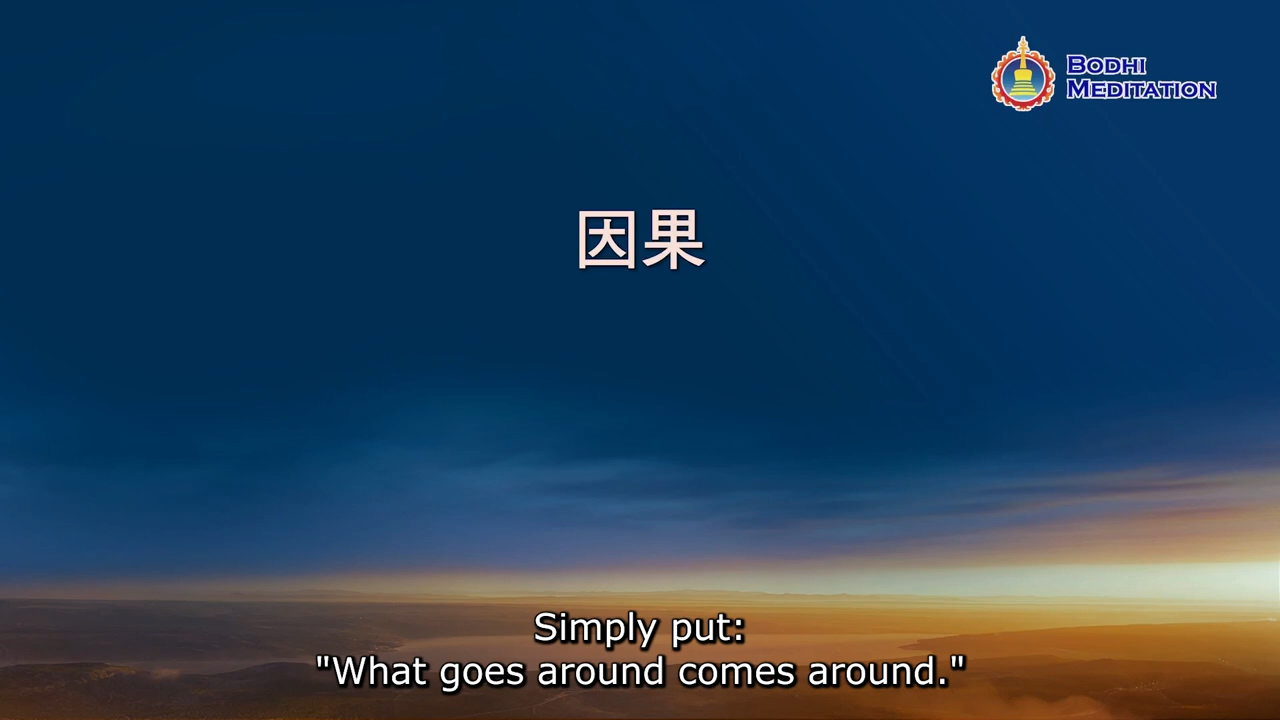 BODHI
MEDITATION
因果
Simply put:
"What goes around comes around."